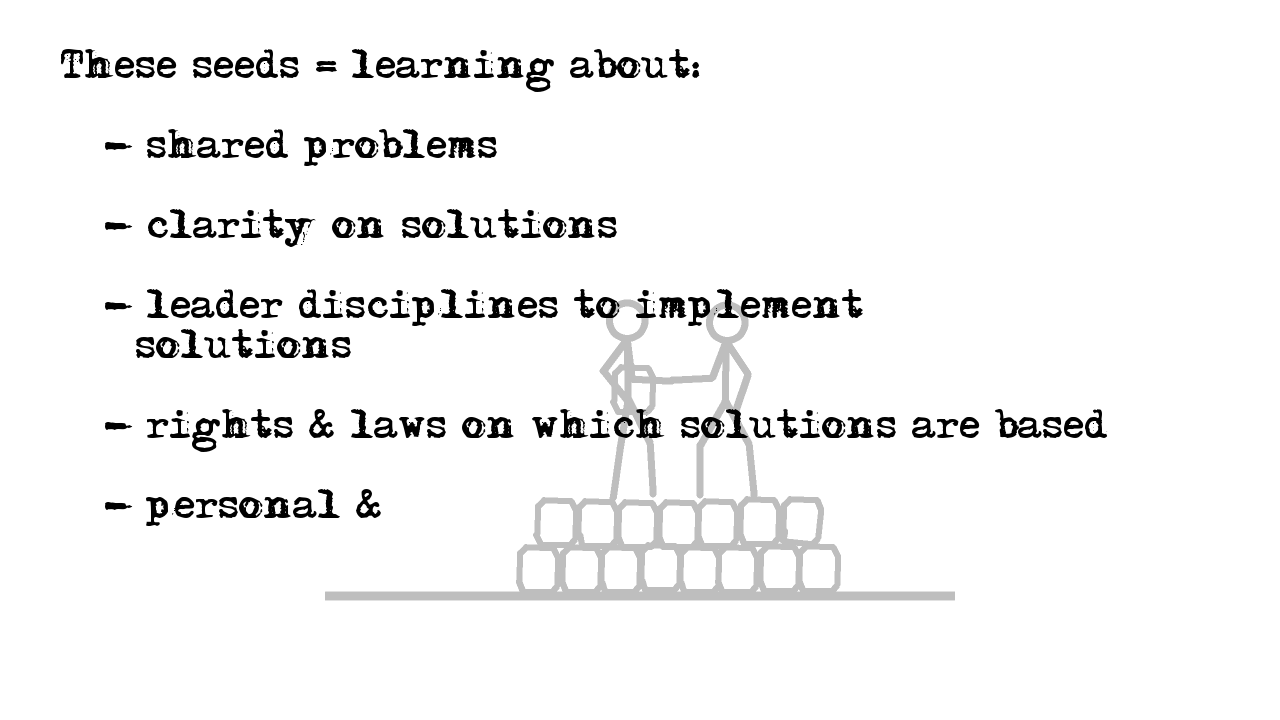 These seeds = learning about:
- shared problems
- clarity on solutions
- leader disciplines to implement
solutions
- rights & laws on which solutions are based
- personal &